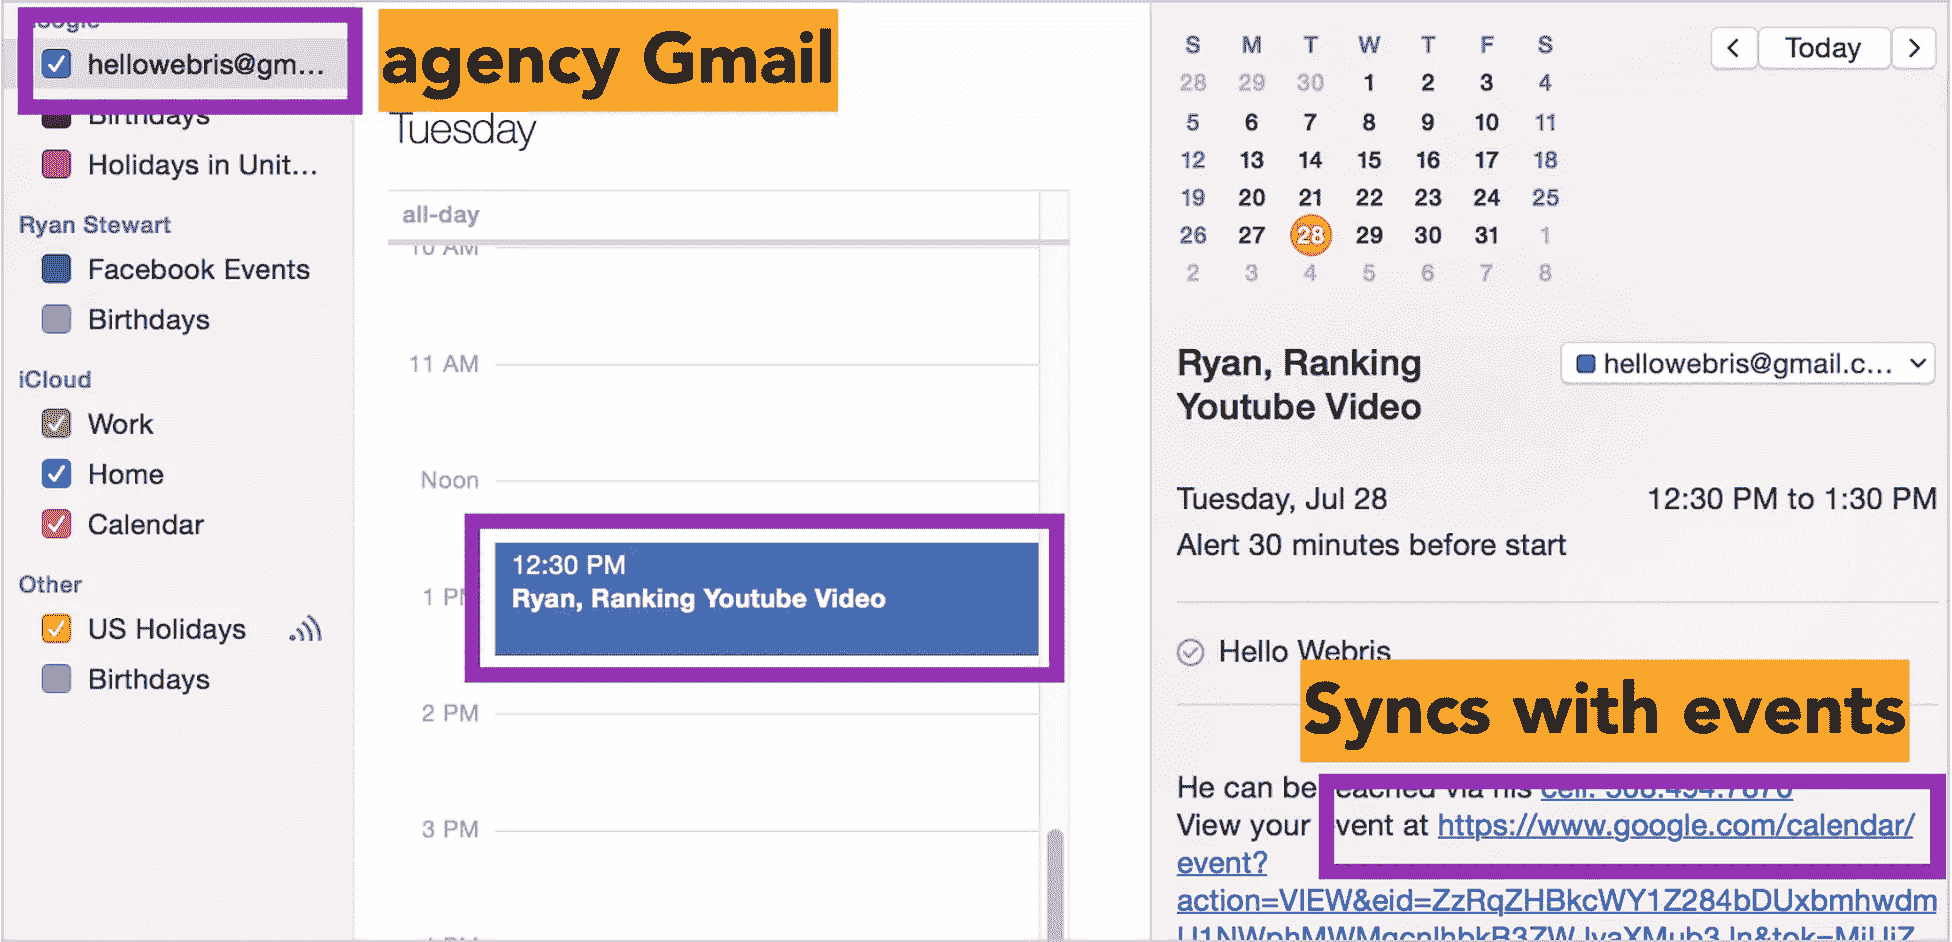 Google
hellowebris@gm...
Birthdays
Holidays in Unit...
Ryan Stewart
Facebook Events
Birthdays
iCloud
Work
Home
Calendar
Other
US Holidays
Birthdays
agency Gmail
Tuesday
all-day
10 AM
11 AM
Noon
12:30 PM
Ryan, Ranking Youtube Video
1 PM
2 PM
3 PM
S M T W T F S
28 29 30 1 2 3 4
5 6 7 8 9 10 11
12 13 14 15 16 17 18
19 20 21 22 23 24 25
26 27 28 29 30 31 1
2 3 4 5 6 7 8
< Today >
Ryan, Ranking
Youtube Video
hellowebris@gmail.c...
Tuesday, Jul 28
12:30 PM to 1:30 PM
Alert 30 minutes before start
Hello Webris
Syncs with events
He can be reached via his cell: 508.494.7870
View your event at https://www.google.com/calendar/
event?
action=VIEW&eid=ZzRqZHBkcWY1Z284bDUxbmhwdm